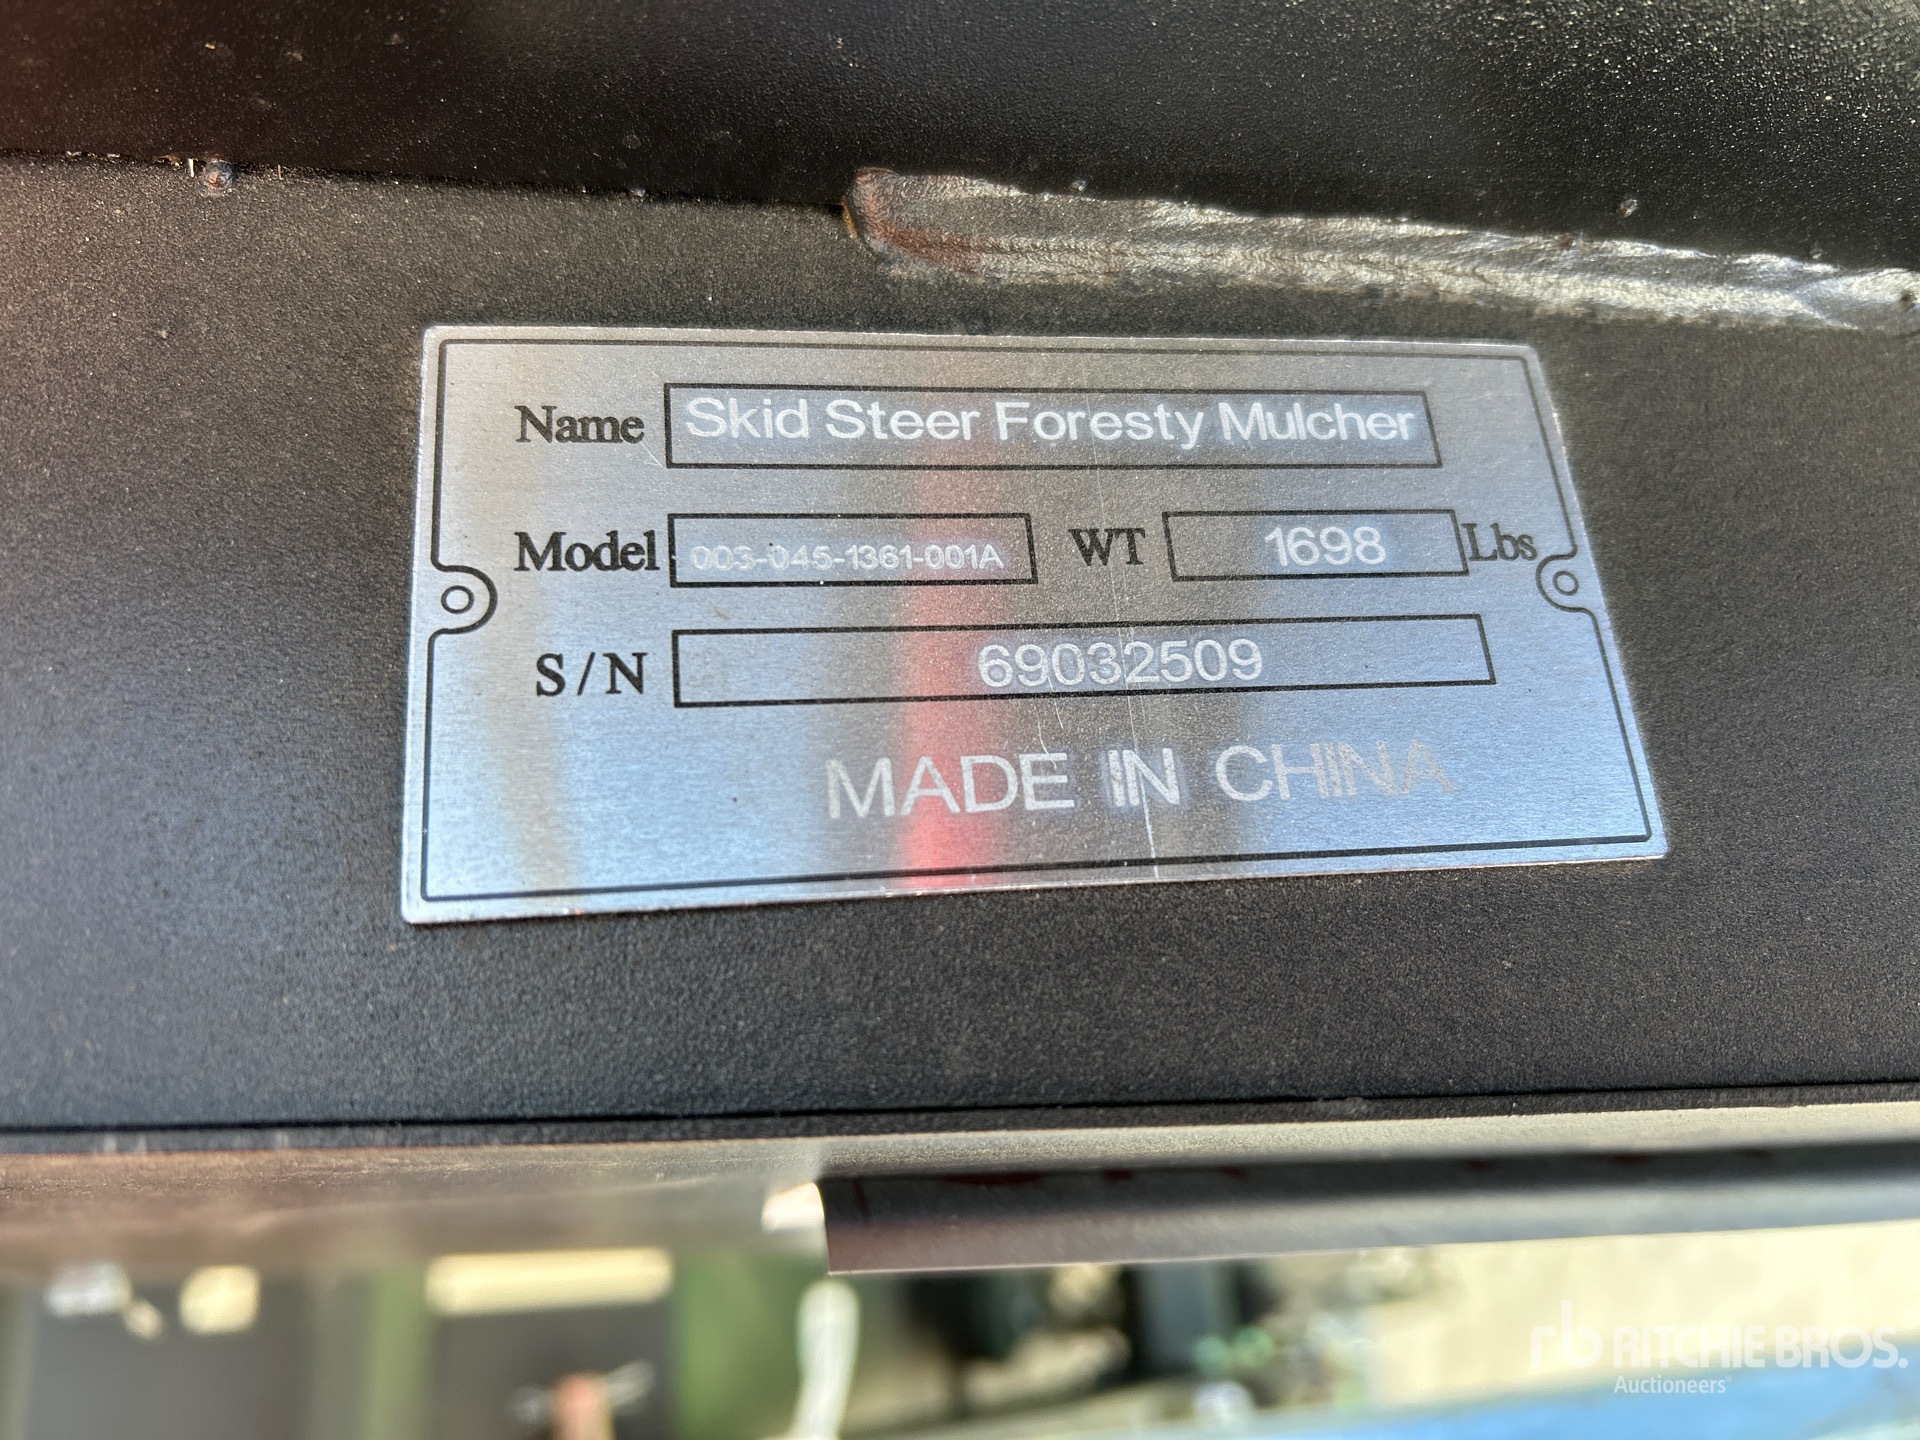 Name Skid Steer Foresty Mulcher
Model 003-045-1361-001A WT 1698 Lbs
S/N 69032509
MADE IN CHINA
rb RITCHIE BROS.
Auctioneers